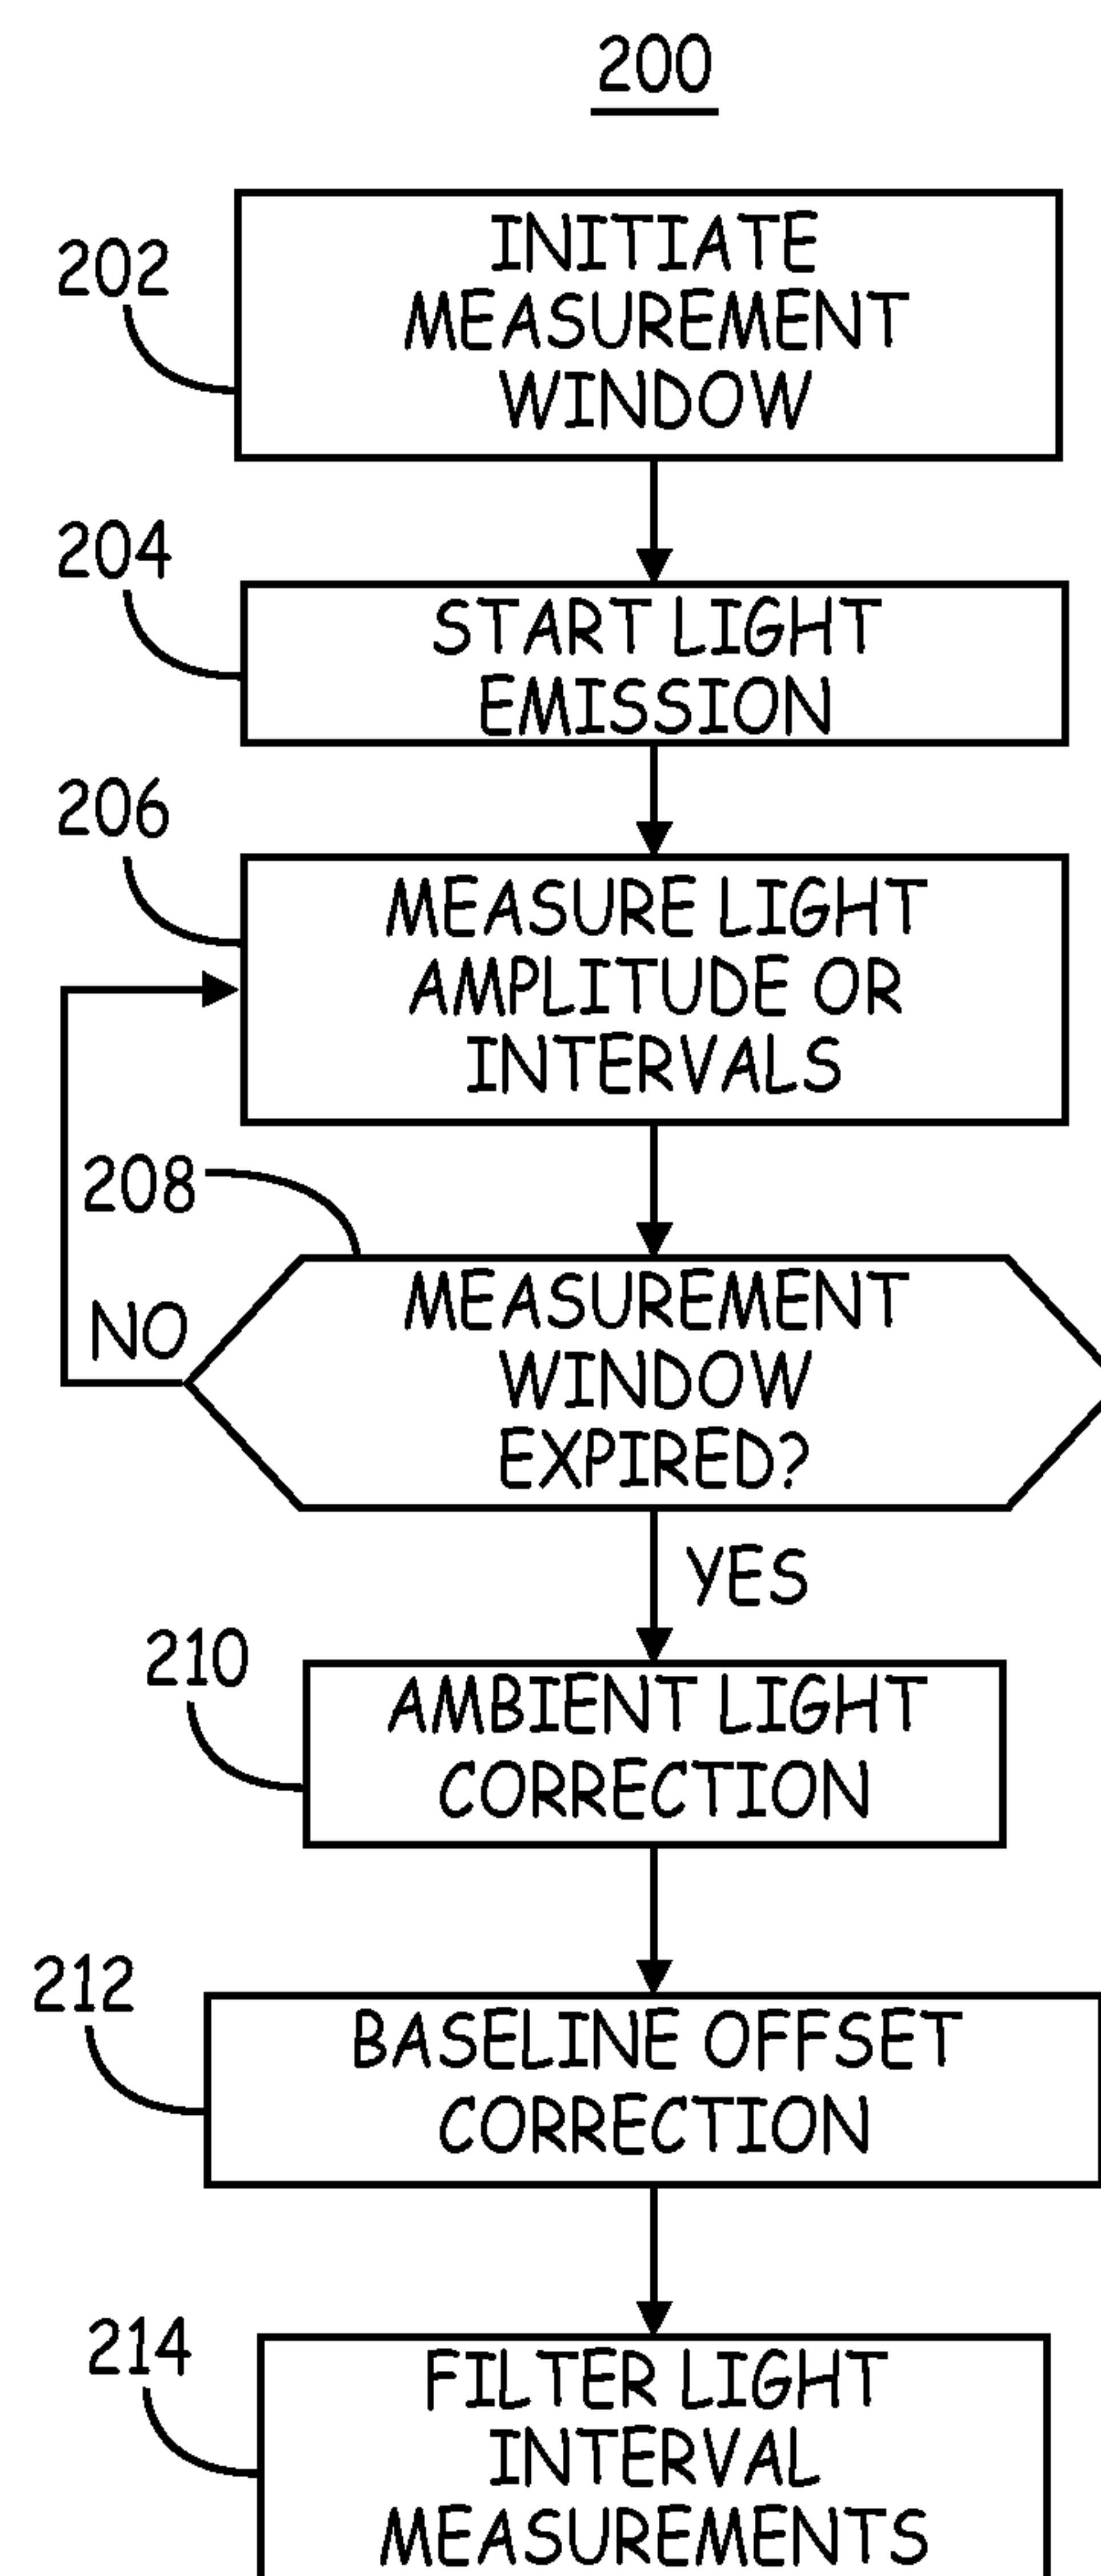 200
202
INITIATE
MEASUREMENT
WINDOW
204
START LIGHT
EMISSION
206
MEASURE LIGHT
AMPLITUDE OR
INTERVALS
208
NO
MEASUREMENT
WINDOW
EXPIRED?
YES
210
AMBIENT LIGHT
CORRECTION
212
BASELINE OFFSET
CORRECTION
214
FILTER LIGHT
INTERVAL
MEASUREMENTS